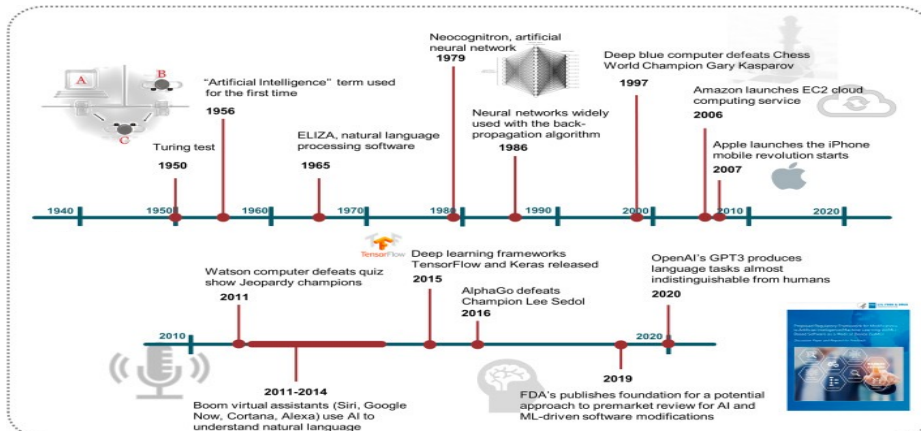 A
B
C
Turing test
1950
“Artificial Intelligence” term used
for the first time
1956
ELIZA, natural language
processing software
1965
Neocognitron, artificial
neural network
1979
Neural networks widely
used with the back-
propagation algorithm
1986
Deep blue computer defeats Chess
World Champion Gary Kasparov
1997
Amazon launches EC2 cloud
computing service
2006
Apple launches the iPhone
mobile revolution starts
2007
1940
1950
1960
1970
1980
1990
2000
2010
2020
TensorFlow
Watson computer defeats quiz
show Jeopardy champions
2011
Deep learning frameworks
TensorFlow and Keras released
2015
AlphaGo defeats
Champion Lee Sedol
2016
OpenAI's GPT3 produces
language tasks almost
indistinguishable from humans
2020
2010
2020
2011-2014
Boom virtual assistants (Siri, Google
Now, Cortana, Alexa) use AI to
understand natural language
2019
FDA's publishes foundation for a potential
approach to premarket review for AI and
ML-driven software modifications